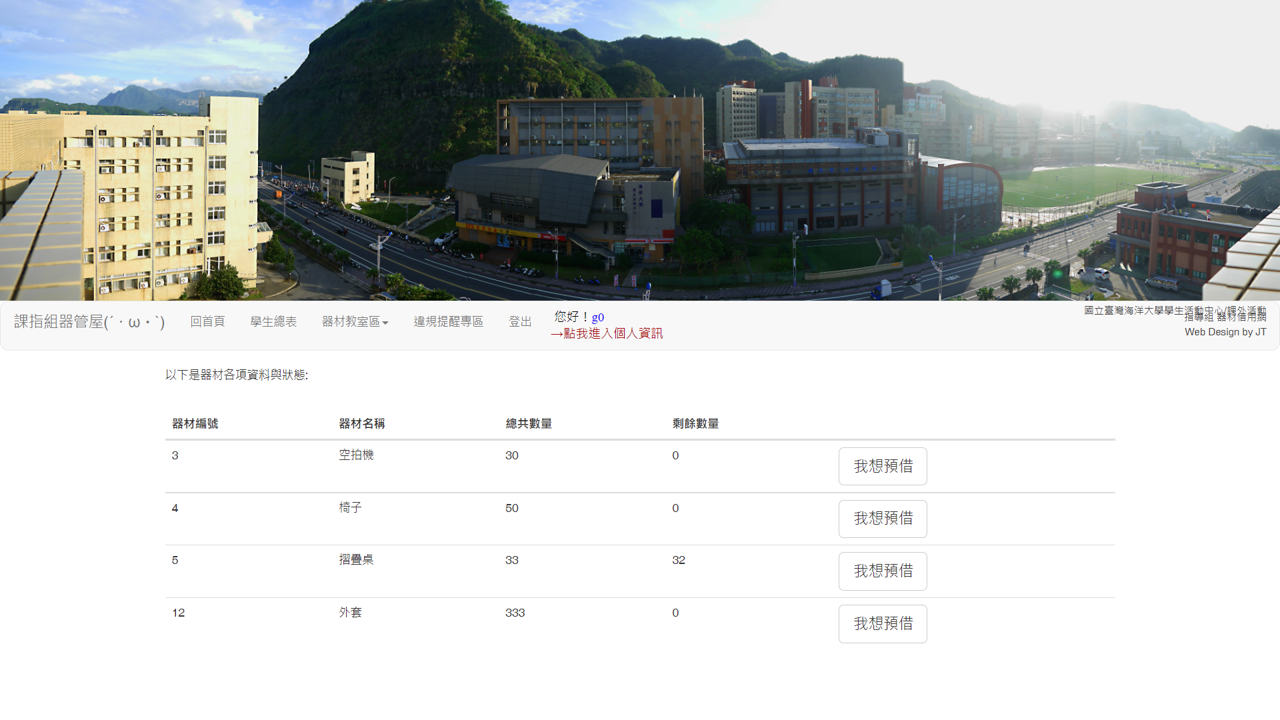 課指組器管屋(´・ω・`)
回首頁
學生總表
器材教室區
違規提醒專區
登出
您好！g0
→點我進入個人資訊
國立臺灣海洋大學學生活動中心/課外活動
指導組 器材借用網
Web Design by JT
以下是器材各項資料與狀態:
器材編號 器材名稱 總共數量 剩餘數量
3 空拍機 30 0 我想預借
4 椅子 50 0 我想預借
5 摺疊桌 33 32 我想預借
12 外套 333 0 我想預借